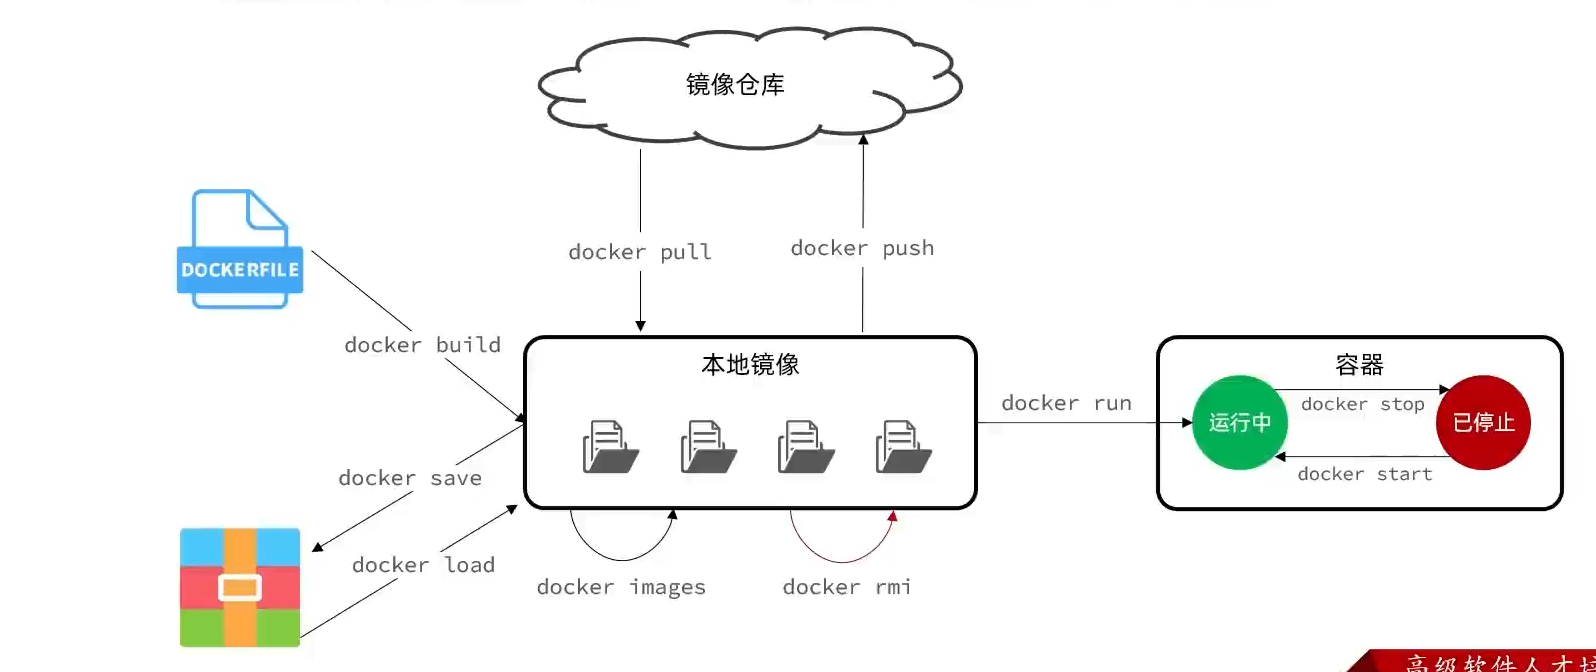 镜像仓库
docker pull
docker push
DOCKERFILE
docker build
本地镜像
容器
docker run
运行中
docker stop
已停止
docker start
docker save
docker load
docker images
docker rmi
高级软件人才培